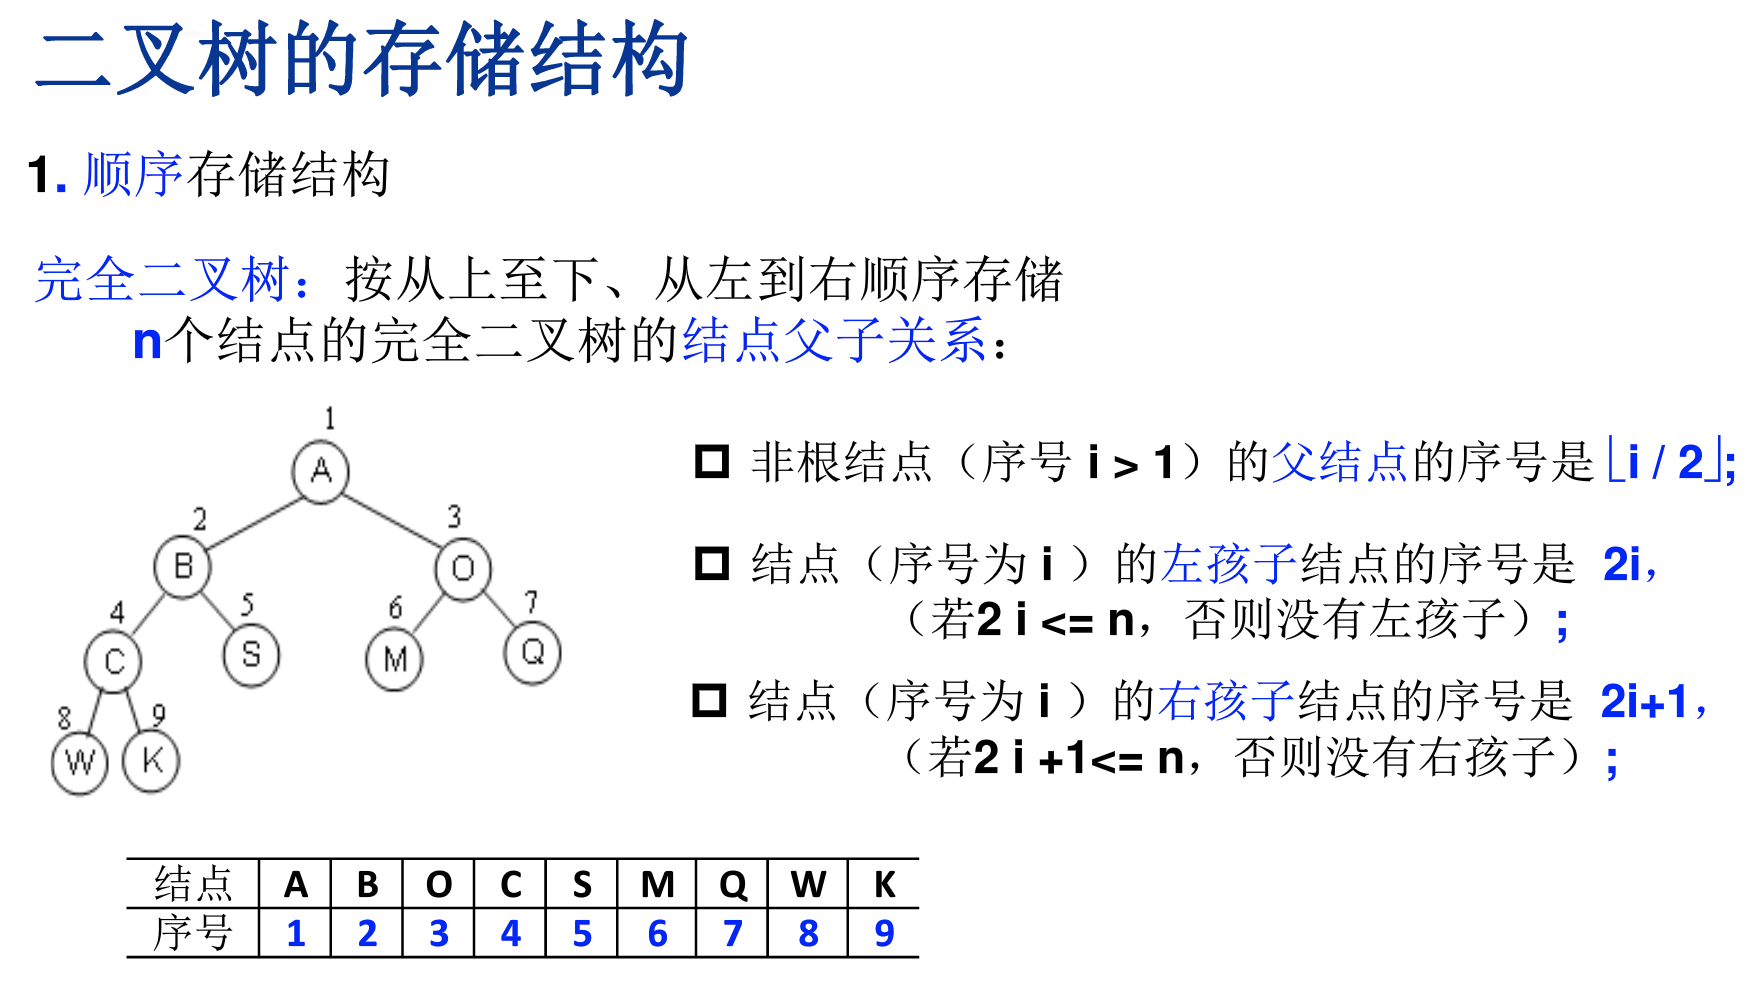 二叉树的存储结构
1. 顺序存储结构
完全二叉树：按从上至下、从左到右顺序存储
n个结点的完全二叉树的结点父子关系：
1
A
2
3
B
O
4
5
6
7
C
S
M
Q
8
9
W
K
非根结点（序号 i > 1）的父结点的序号是⌊i / 2⌋;
结点（序号为 i ）的左孩子结点的序号是 2i，
（若2 i <= n，否则没有左孩子）;
结点（序号为 i ）的右孩子结点的序号是 2i+1，
（若2 i +1<= n，否则没有右孩子）;
结点 A B O C S M Q W K
序号 1 2 3 4 5 6 7 8 9